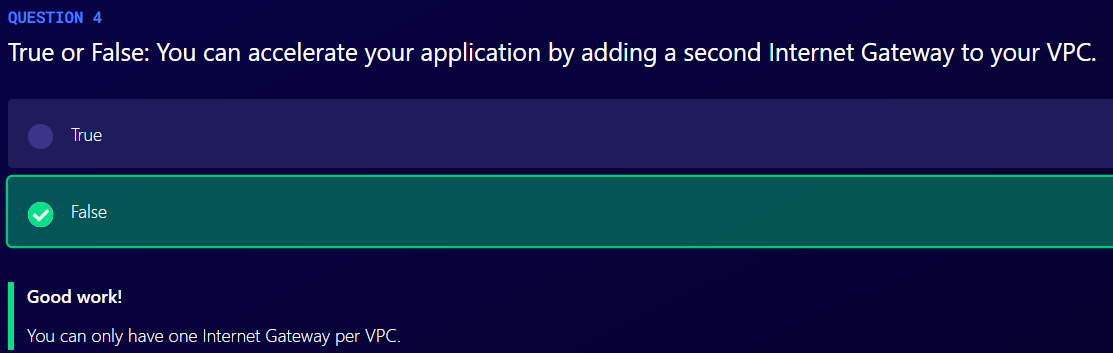 QUESTION 4
True or False: You can accelerate your application by adding a second Internet Gateway to your VPC.
True
False
Good work!
You can only have one Internet Gateway per VPC.